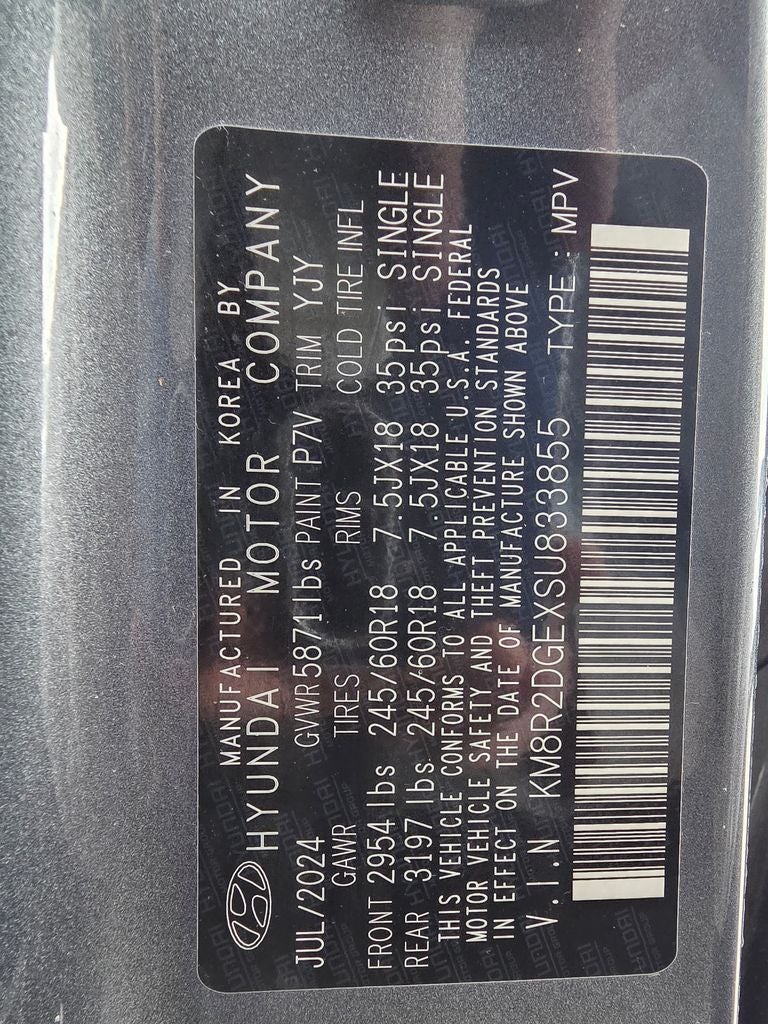 MANUFACTURED IN KOREA BY
HYUNDAI MOTOR COMPANY
JUL/2024 GVWR 5871 lbs PAINT P7V TRIM YJY
GAWR TIRES RIMS COLD TIRE INFL
FRONT 2954 lbs 245/60R18 7.5JX18 35psi SINGLE
REAR 3197 lbs 245/60R18 7.5JX18 35psi SINGLE
THIS VEHICLE CONFORMS TO ALL APPLICABLE U.S.A. FEDERAL
MOTOR VEHICLE SAFETY AND THEFT PREVENTION STANDARDS
IN EFFECT ON THE DATE OF MANUFACTURE SHOWN ABOVE
V.I.N KM8R2DGEXSU833855 TYPE : MPV